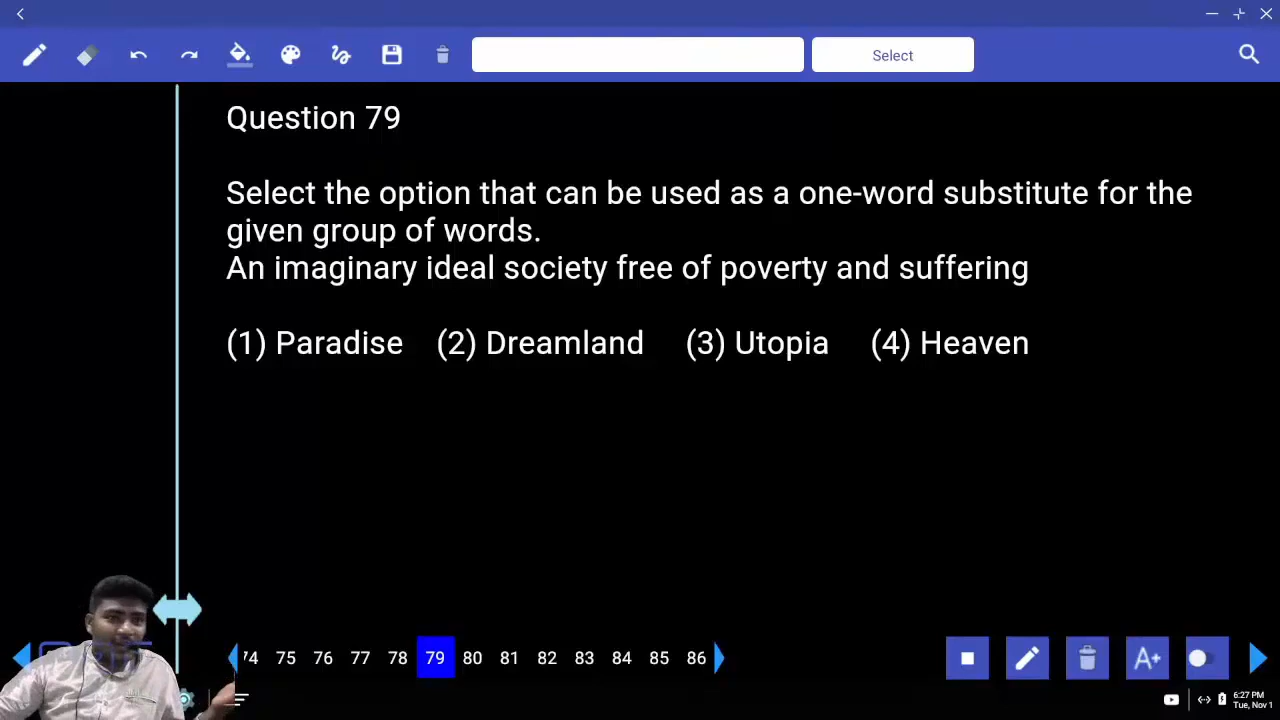 Select
Question 79
Select the option that can be used as a one-word substitute for the
given group of words.
An imaginary ideal society free of poverty and suffering
(1) Paradise (2) Dreamland (3) Utopia (4) Heaven
74 75 76 77 78 79 80 81 82 83 84 85 86
A+
6:27 PM
Tue, Nov 1